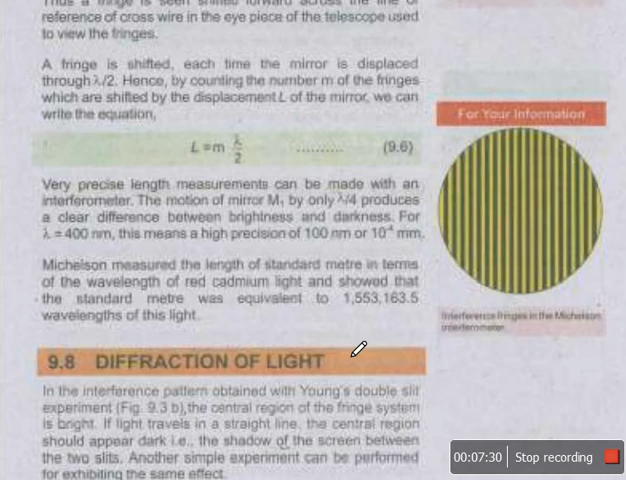 Thus a fringe is seen shifted forward across the line of
reference of cross wire in the eye piece of the telescope used
to view the fringes.
A fringe is shifted, each time the mirror is displaced
through λ/2. Hence, by counting the number m of the fringes
which are shifted by the displacement L of the mirror, we can
write the equation,
L = m λ/2 .......... (9.6)
Very precise length measurements can be made with an
interferometer. The motion of mirror M₁ by only λ/4 produces
a clear difference between brightness and darkness. For
λ = 400 nm, this means a high precision of 100 nm or 10⁻⁴ mm.
Michelson measured the length of standard metre in terms
of the wavelength of red cadmium light and showed that
the standard metre was equivalent to 1,553,163.5
wavelengths of this light.
9.8 DIFFRACTION OF LIGHT
In the interference pattern obtained with Young's double slit
experiment (Fig. 9.3 b),the central region of the fringe system
is bright. If light travels in a straight line, the central region
should appear dark i.e., the shadow of the screen between
the two slits. Another simple experiment can be performed
for exhibiting the same effect.
For Your Information
Interference fringes in the Michelson
interferometer.
00:07:30 Stop recording